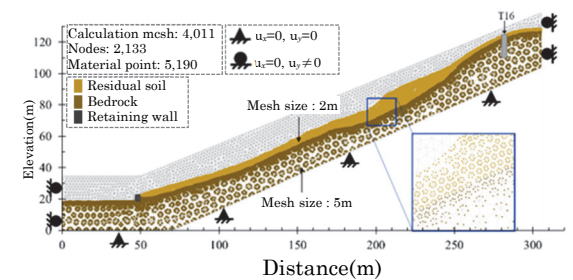 T16
Calculation mcsh: 4,011
Nodes: 2,133
Material point: 5,190
uₓ=0, uᵧ=0
uₓ=0, uᵧ≠0
Residual soil
Bedrock
Retaining wall
Mesh size : 2m
Mesh size : 5m
Elevation(m)
120
100
80
60
40
20
0
0
50
100
150
200
250
300
Distance(m)